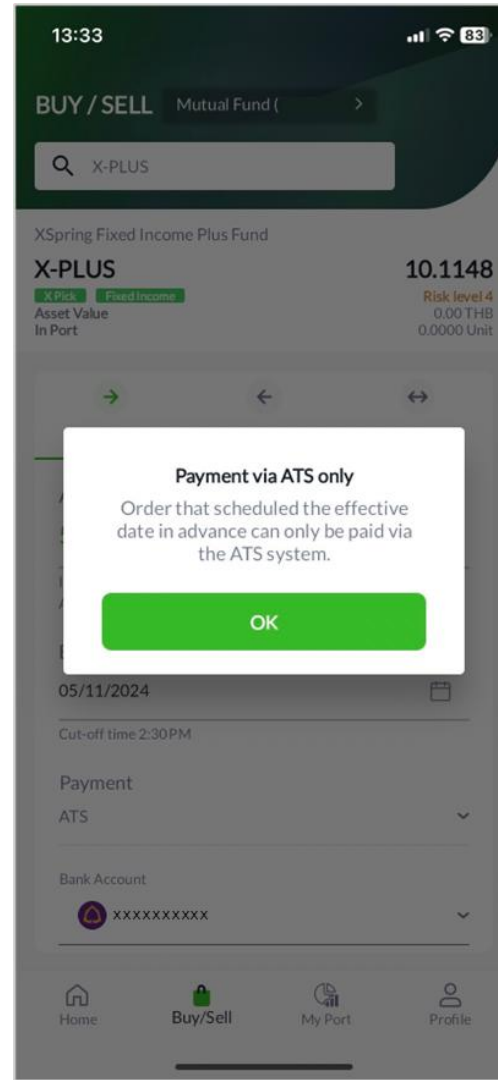 13:33
83
BUY / SELL Mutual Fund ( >
X-PLUS
XSpring Fixed Income Plus Fund
X-PLUS 10.1148
X Pick Fixed Income Risk level 4
Asset Value 0.00 THB
In Port 0.0000 Unit
Payment via ATS only
Order that scheduled the effective
date in advance can only be paid via
the ATS system.
OK
05/11/2024
Cut-off time 2:30PM
Payment
ATS
Bank Account
xxxxxxxxxx
Home Buy/Sell My Port Profile